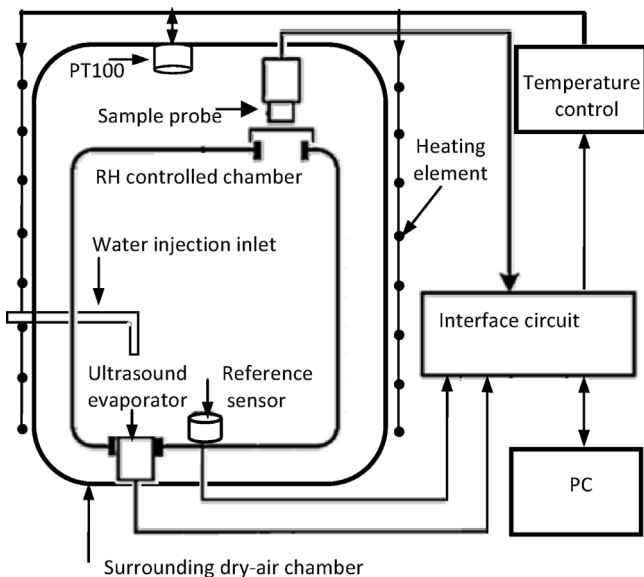 PT100
Sample probe
Temperature
control
RH controlled chamber
Heating
element
Water injection inlet
Interface circuit
Ultrasound
evaporator
Reference
sensor
PC
Surrounding dry-air chamber